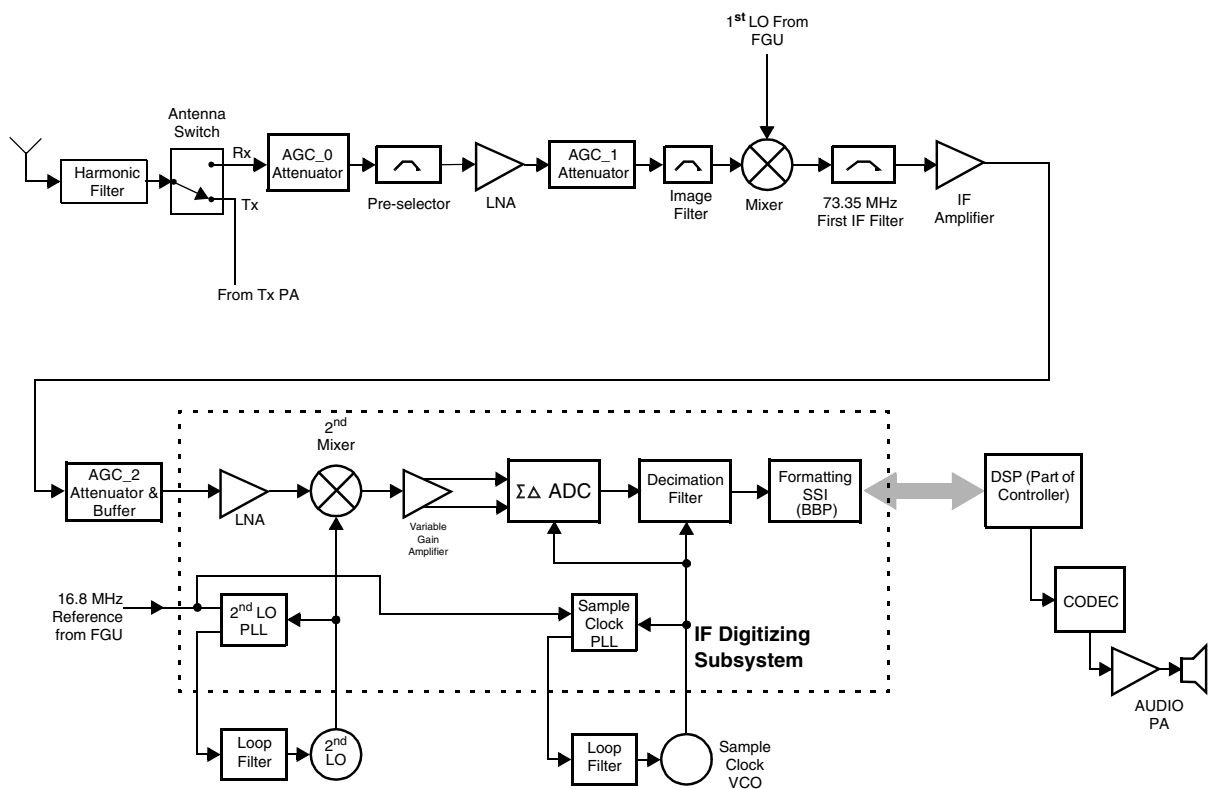 1st LO From
FGU
Antenna
Switch
Harmonic
Filter
Rx
Tx
AGC_0
Attenuator
Pre-selector
LNA
AGC_1
Attenuator
Image
Filter
Mixer
73.35 MHz
First IF Filter
IF
Amplifier
From Tx PA
AGC_2
Attenuator &
Buffer
LNA
2nd
Mixer
Variable
Gain
Amplifier
Σ∆ ADC
Decimation
Filter
Formatting
SSI
(BBP)
DSP (Part of
Controller)
16.8 MHz
Reference
from FGU
2nd LO
PLL
Sample
Clock
PLL
IF Digitizing
Subsystem
CODEC
AUDIO
PA
Loop
Filter
2nd
LO
Loop
Filter
Sample
Clock
VCO